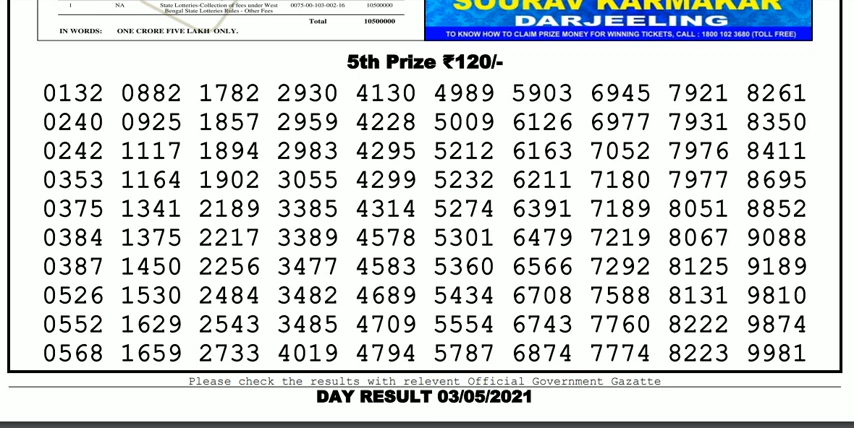 1 NA State Lotteries-Collection of fees under West 0075-00-103-002-16 10500000
Bengal State Lotteries Rules - Other Fees
Total 10500000
IN WORDS: ONE CRORE FIVE LAKH ONLY.
SOURAV KARMAKAR
DARJEELING
TO KNOW HOW TO CLAIM PRIZE MONEY FOR WINNING TICKETS, CALL : 1800 102 3680 (TOLL FREE)
5th Prize ₹120/-
0132 0882 1782 2930 4130 4989 5903 6945 7921 8261
0240 0925 1857 2959 4228 5009 6126 6977 7931 8350
0242 1117 1894 2983 4295 5212 6163 7052 7976 8411
0353 1164 1902 3055 4299 5232 6211 7180 7977 8695
0375 1341 2189 3385 4314 5274 6391 7189 8051 8852
0384 1375 2217 3389 4578 5301 6479 7219 8067 9088
0387 1450 2256 3477 4583 5360 6566 7292 8125 9189
0526 1530 2484 3482 4689 5434 6708 7588 8131 9810
0552 1629 2543 3485 4709 5554 6743 7760 8222 9874
0568 1659 2733 4019 4794 5787 6874 7774 8223 9981
Please check the results with relevent Official Government Gazatte
DAY RESULT 03/05/2021